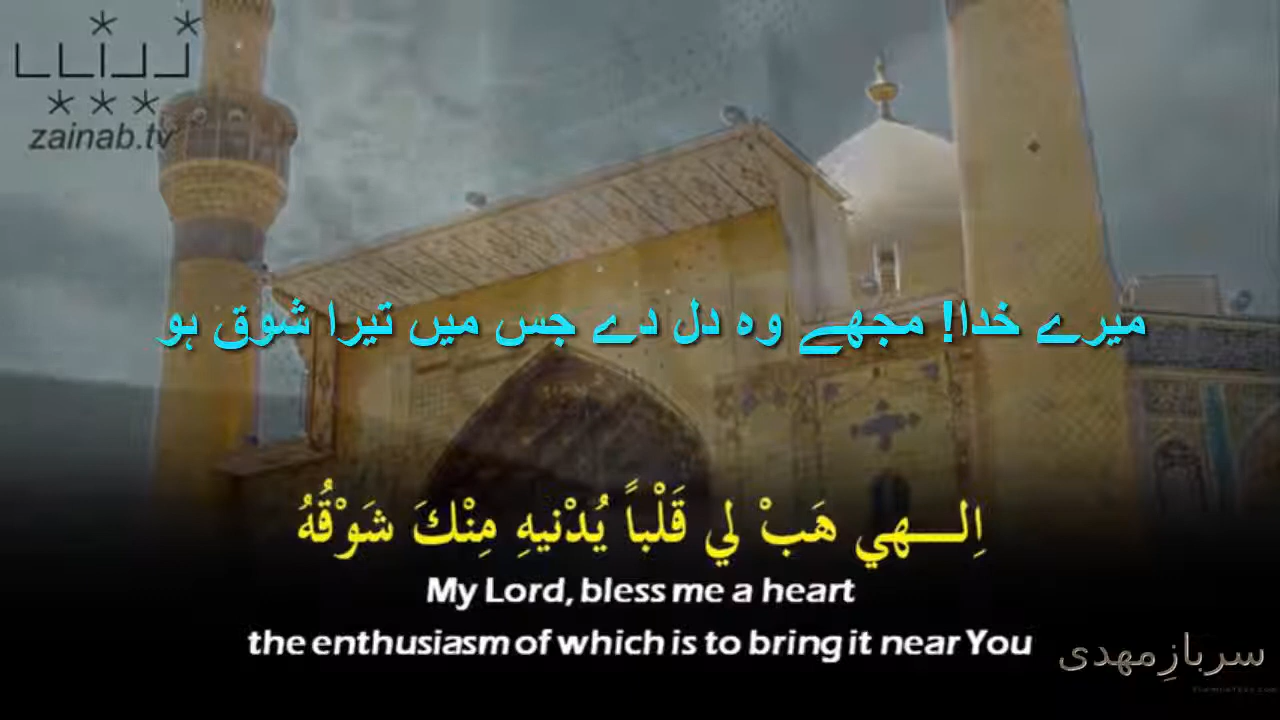 zainab.tv
میرے خدا! مجھے وہ دل دے جس میں تیرا شوق ہو
اِلـــهي هَبْ لي قَلْباً يُدْنيهِ مِنْكَ شَوْقُهُ
My Lord, bless me a heart
the enthusiasm of which is to bring it near You
سربازِمهدی